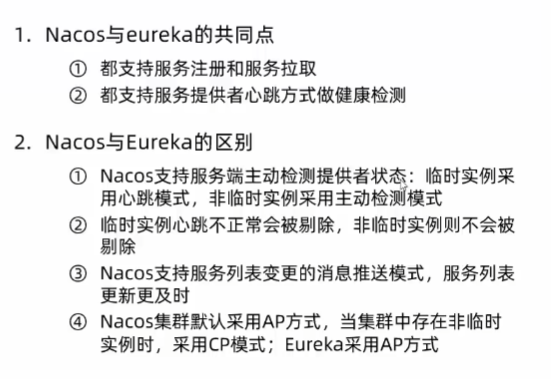 1. Nacos与eureka的共同点
① 都支持服务注册和服务拉取
② 都支持服务提供者心跳方式做健康检测
2. Nacos与Eureka的区别
① Nacos支持服务端主动检测提供者状态：临时实例采
用心跳模式，非临时实例采用主动检测模式
② 临时实例心跳不正常会被剔除，非临时实例则不会被
剔除
③ Nacos支持服务列表变更的消息推送模式，服务列表
更新更及时
④ Nacos集群默认采用AP方式，当集群中存在非临时
实例时，采用CP模式；Eureka采用AP方式